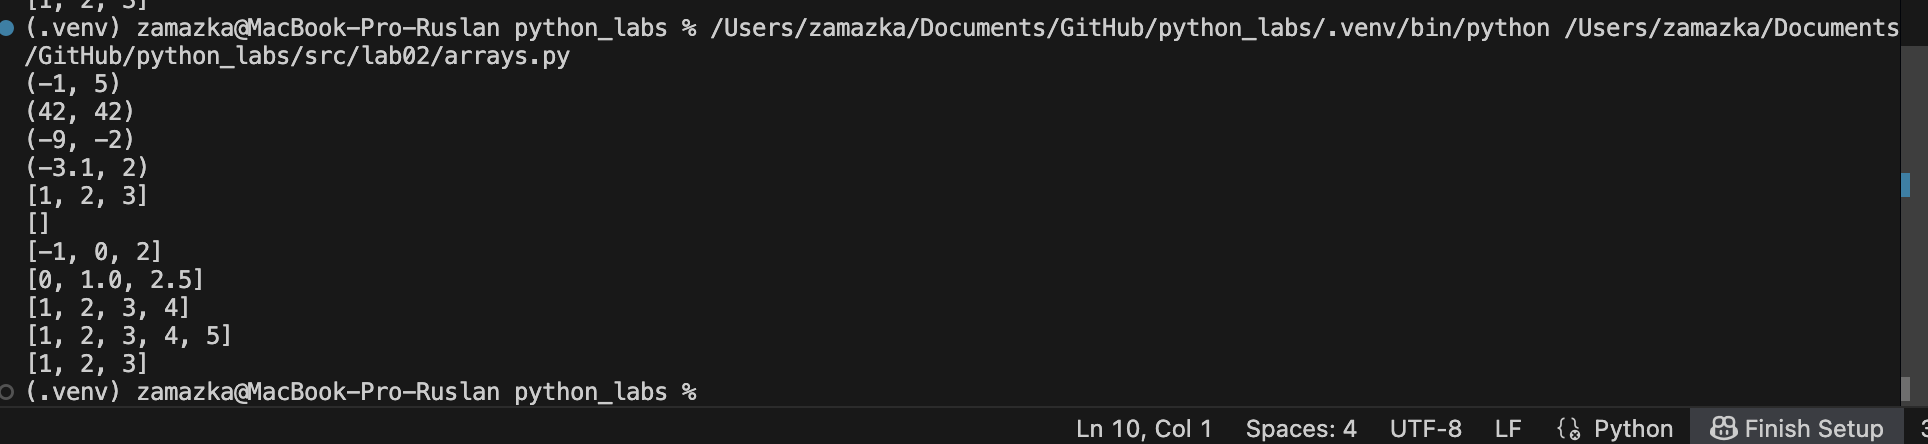 [1, 2, 3]
(.venv) zamazka@MacBook-Pro-Ruslan python_labs % /Users/zamazka/Documents/GitHub/python_labs/.venv/bin/python /Users/zamazka/Documents
/GitHub/python_labs/src/lab02/arrays.py
(-1, 5)
(42, 42)
(-9, -2)
(-3.1, 2)
[1, 2, 3]
[]
[-1, 0, 2]
[0, 1.0, 2.5]
[1, 2, 3, 4]
[1, 2, 3, 4, 5]
[1, 2, 3]
(.venv) zamazka@MacBook-Pro-Ruslan python_labs %
Ln 10, Col 1 Spaces: 4 UTF-8 LF Python Finish Setup